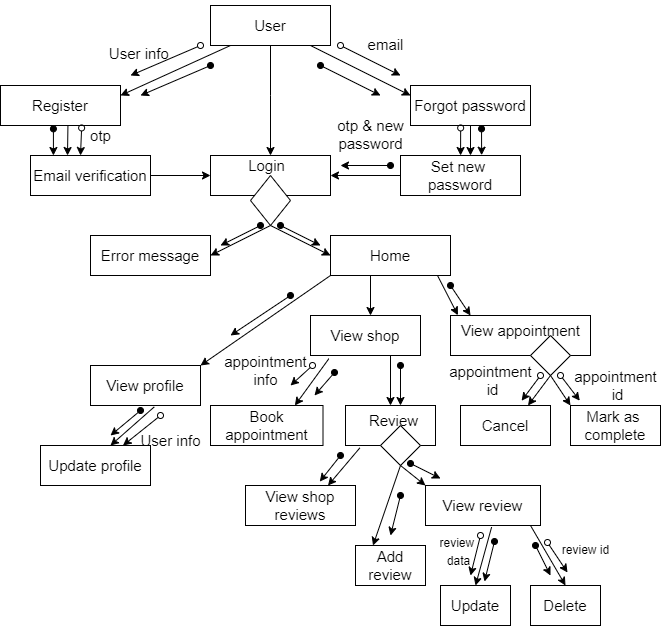 User
User info
email
Register
Forgot password
otp
otp & new
password
Email verification
Login
Set new
password
Error message
Home
View shop
View appointment
appointment
info
appointment
id
appointment
id
View profile
Book
appointment
Review
Cancel
Mark as
complete
User info
Update profile
View shop
reviews
View review
Add
review
review
data
review id
Update
Delete